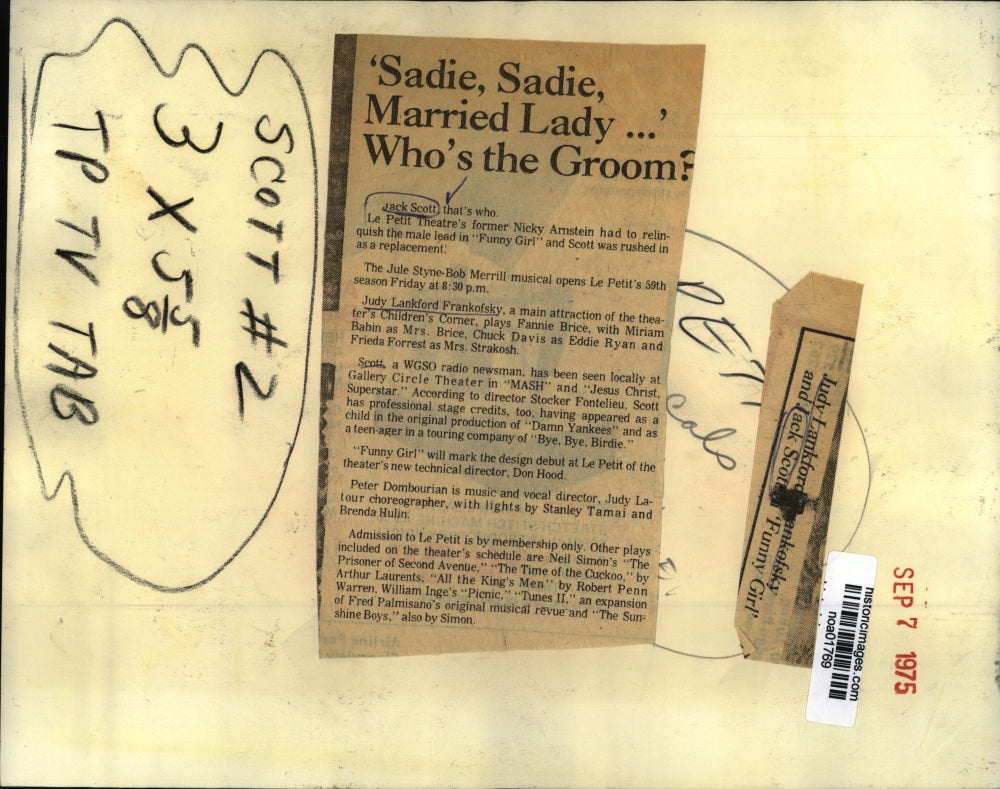 SCOTT #2
3 X 5 5/8
TP TV TAB
'Sadie, Sadie,
Married Lady ...'
Who's the Groom?
Jack Scott, that's who.
Le Petit Theatre's former Nicky Arnstein had to relin-
quish the male lead in "Funny Girl" and Scott was rushed in
as a replacement.
The Jule Styne-Bob Merrill musical opens Le Petit's 59th
season Friday at 8:30 p.m.
Judy Lankford Frankofsky, a main attraction of the thea-
ter's Children's Corner, plays Fannie Brice, with Miriam
Babin as Mrs. Brice, Chuck Davis as Eddie Ryan and
Frieda Forrest as Mrs. Strakosh.
Scott, a WGSO radio newsman, has been seen locally at
Gallery Circle Theater in "MASH" and "Jesus Christ,
Superstar." According to director Stocker Fontelieu, Scott
has professional stage credits, too, having appeared as a
child in the original production of "Damn Yankees" and as
a teen-ager in a touring company of "Bye, Bye, Birdie."
"Funny Girl" will mark the design debut at Le Petit of the
theater's new technical director, Don Hood.
Peter Dombourian is music and vocal director, Judy La-
tour choreographer, with lights by Stanley Tamai and
Brenda Hulin.
Admission to Le Petit is by membership only. Other plays
included on the theater's schedule are Neil Simon's "The
Prisoner of Second Avenue," "The Time of the Cuckoo," by
Arthur Laurents, "All the King's Men" by Robert Penn
Warren, William Inge's "Picnic," "Tunes II," an expansion
of Fred Palmisano's original musical revue and "The Sun-
shine Boys," also by Simon.
Judy Lankford
and Jack Scott 'Funny Girl'
historicimages.com
noa01769
SEP 7 1975